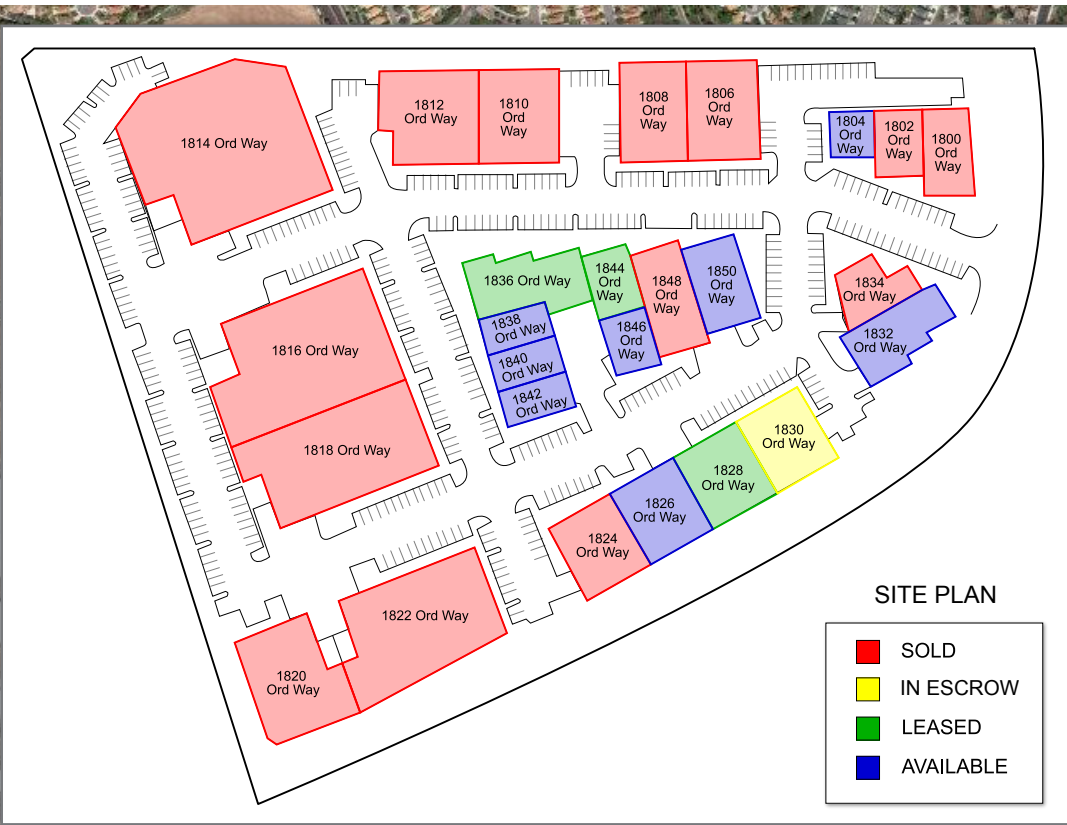 1814 Ord Way
1812
Ord Way
1810
Ord
Way
1808
Ord
Way
1806
Ord
Way
1804
Ord
Way
1802
Ord
Way
1800
Ord
Way
1836 Ord Way
1844
Ord
Way
1848
Ord
Way
1850
Ord
Way
1838
Ord Way
1840
Ord Way
1842
Ord Way
1846
Ord
Way
1834
Ord Way
1832
Ord Way
1816 Ord Way
1818 Ord Way
1830
Ord Way
1828
Ord Way
1826
Ord Way
1824
Ord Way
1822 Ord Way
1820
Ord Way
SITE PLAN
SOLD
IN ESCROW
LEASED
AVAILABLE